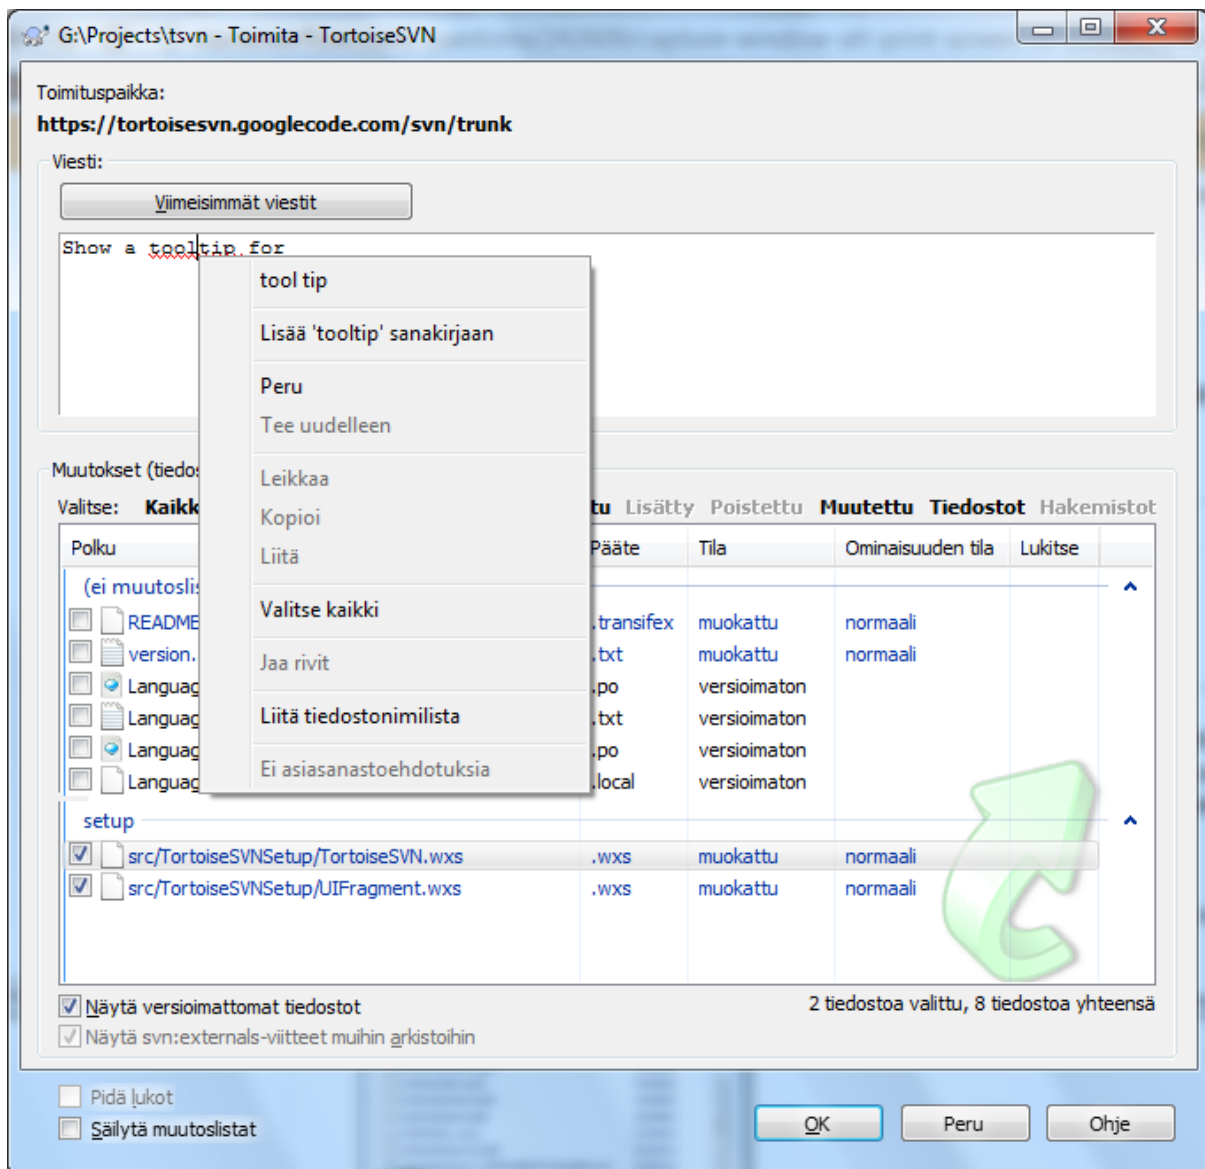 G:\Projects\tsvn - Toimita - TortoiseSVN
Toimituspaikka:
https://tortoisesvn.googlecode.com/svn/trunk
Viesti:
Viimeisimmät viestit
Show a tooltip for
tool tip
Lisää 'tooltip' sanakirjaan
Peru
Tee uudelleen
Leikkaa
Kopioi
Liitä
Valitse kaikki
Jaa rivit
Liitä tiedostonimilista
Ei asiasanastoehdotuksia
Muutokset (tiedos
Valitse: Kaikk tu Lisätty Poistettu Muutettu Tiedostot Hakemistot
Polku Pääte Tila Ominaisuuden tila Lukitse
(ei muutoslis
README .transifex muokattu normaali
version. .txt muokattu normaali
Languag .po versioimaton
Languag .txt versioimaton
Languag .po versioimaton
Languag .local versioimaton
setup
src/TortoiseSVNSetup/TortoiseSVN.wxs .wxs muokattu normaali
src/TortoiseSVNSetup/UIFragment.wxs .wxs muokattu normaali
Näytä versioimattomat tiedostot 2 tiedostoa valittu, 8 tiedostoa yhteensä
Näytä svn:externals-viitteet muihin arkistoihin
Pidä lukot
Säilytä muutoslistat
OK Peru Ohje